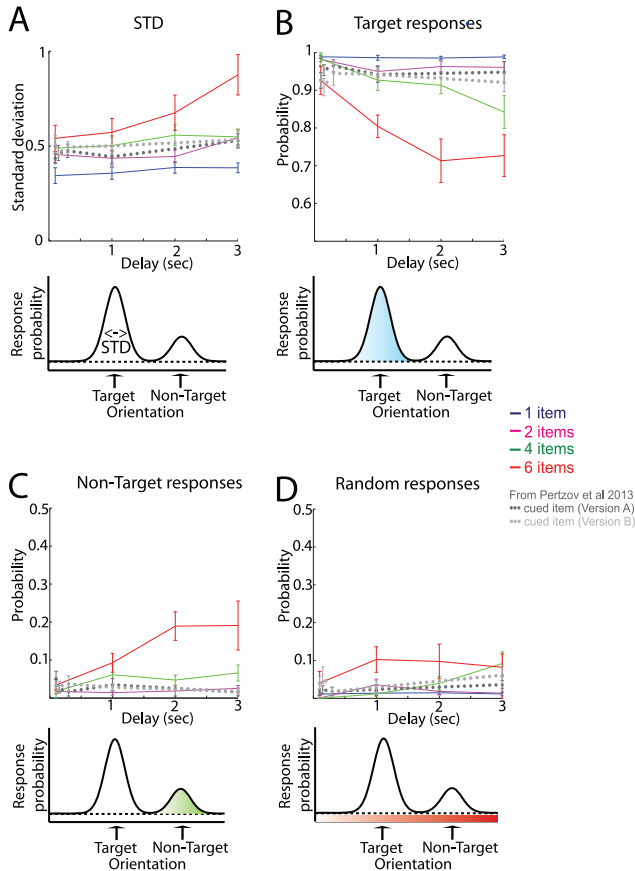 A
STD
1
0.5
0
Standard deviation
1
2
3
Delay (sec)
Response
probability
<->
STD
Target
Non-Target
Orientation
B
Target responses
1
0.9
0.8
0.7
0.6
Probability
1
2
3
Delay (sec)
Response
probability
Target
Non-Target
Orientation
1 item
2 items
4 items
6 items
From Pertzov et al 2013
cued item (Version A)
cued item (Version B)
C
Non-Target responses
0.5
0.4
0.3
0.2
0.1
Probability
1
2
3
Delay (sec)
Response
probability
Target
Non-Target
Orientation
D
Random responses
0.5
0.4
0.3
0.2
0.1
Probability
1
2
3
Delay (sec)
Response
probability
Target
Non-Target
Orientation